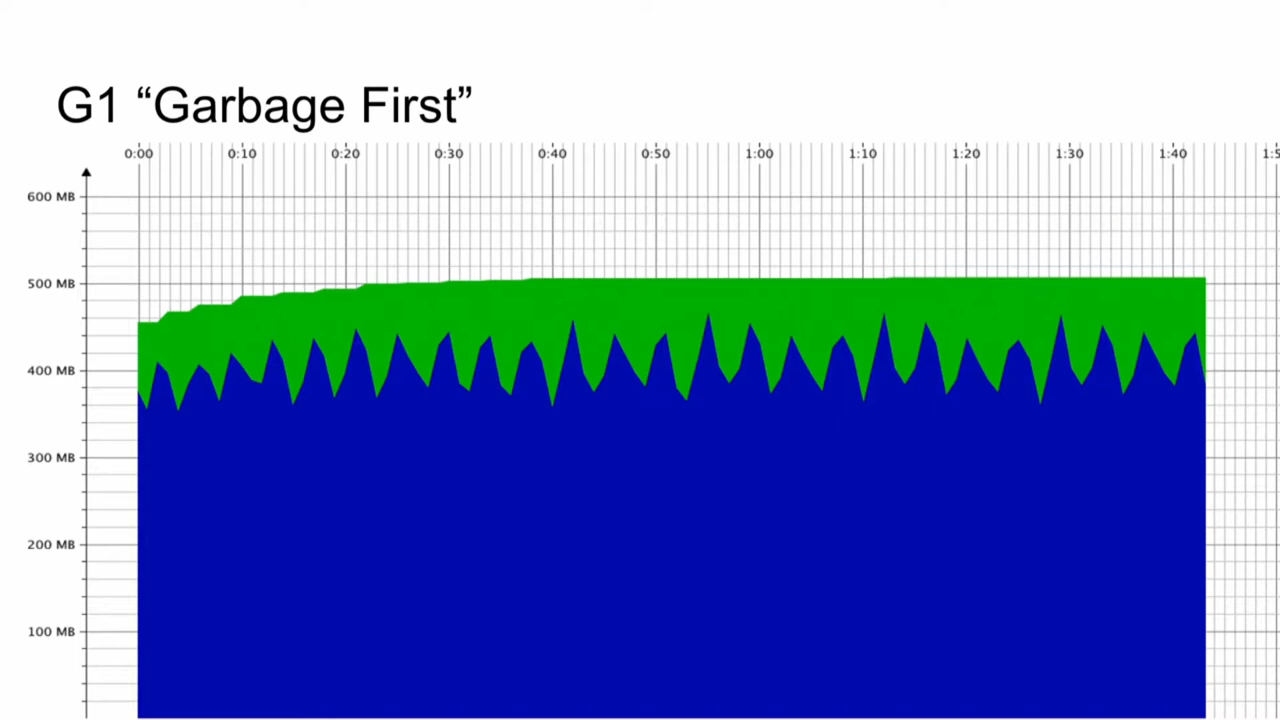 G1 “Garbage First”
0:00 0:10 0:20 0:30 0:40 0:50 1:00 1:10 1:20 1:30 1:40
600 MB
500 MB
400 MB
300 MB
200 MB
100 MB